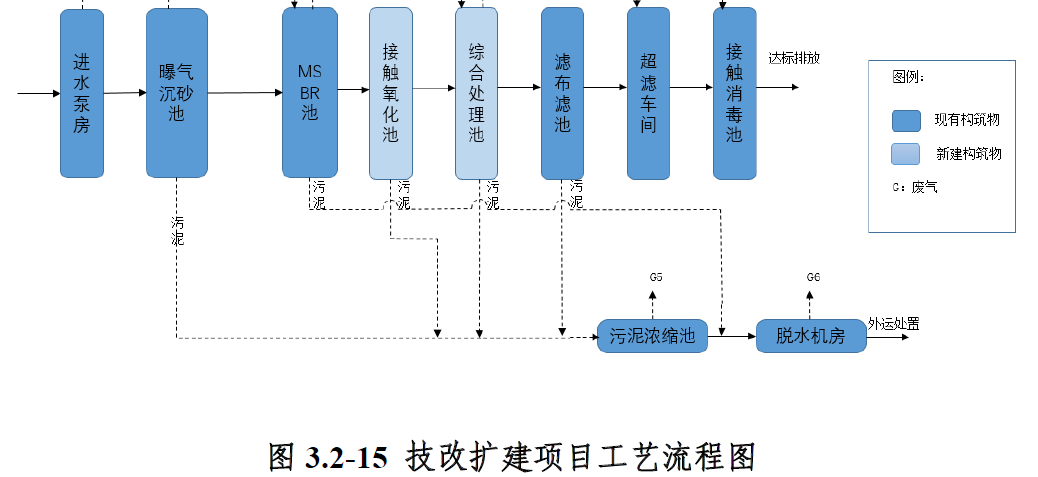 进水泵房
曝气沉砂池
MSBR池
接触氧化池
综合处理池
滤布滤池
超滤车间
接触消毒池
达标排放
图例：
现有构筑物
新建构筑物
G：废气
污泥
污泥
污泥
污泥
污泥
G5
G6
污泥浓缩池
脱水机房
外运处置
图 3.2-15 技改扩建项目工艺流程图